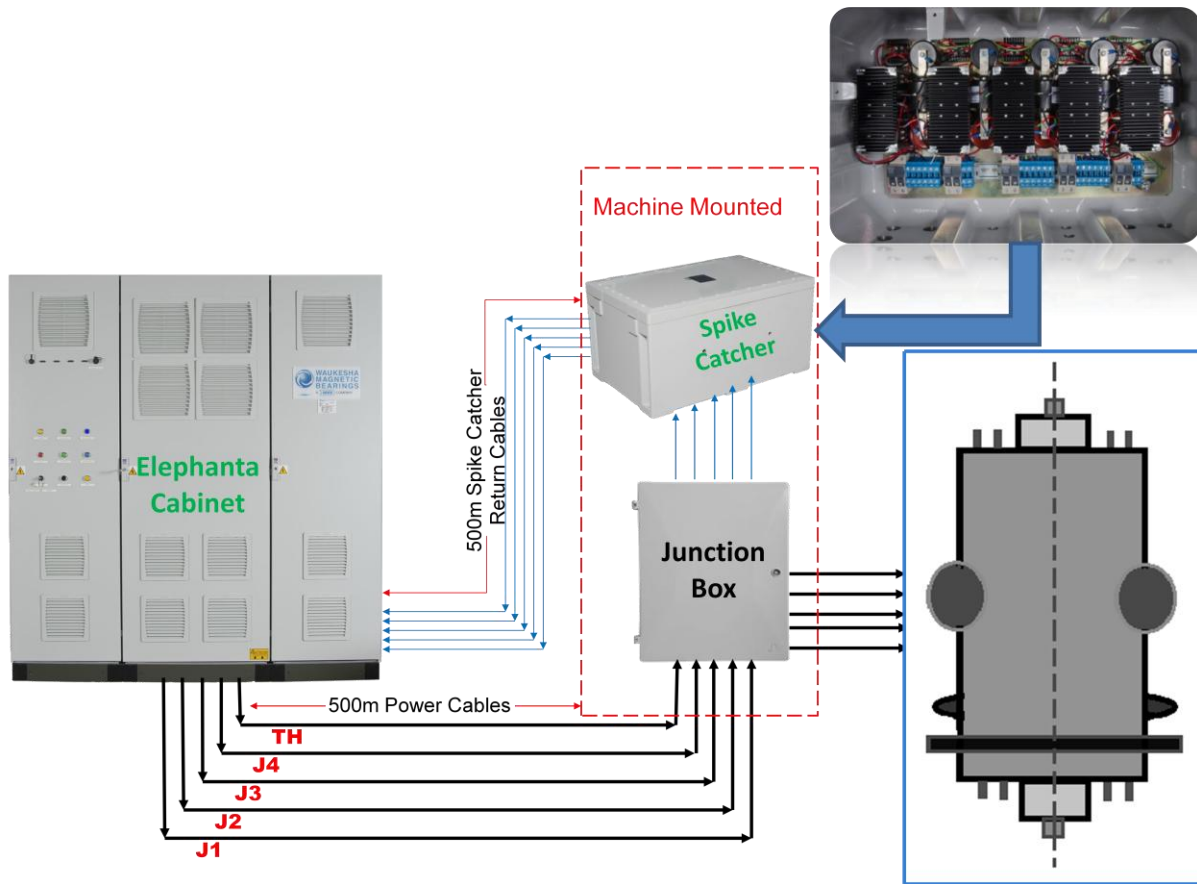 Machine Mounted
Spike
Catcher
500m Spike Catcher
Return Cables
WAUKESHA
MAGNETIC
BEARINGS
Elephanta
Cabinet
Junction
Box
500m Power Cables
TH
J4
J3
J2
J1